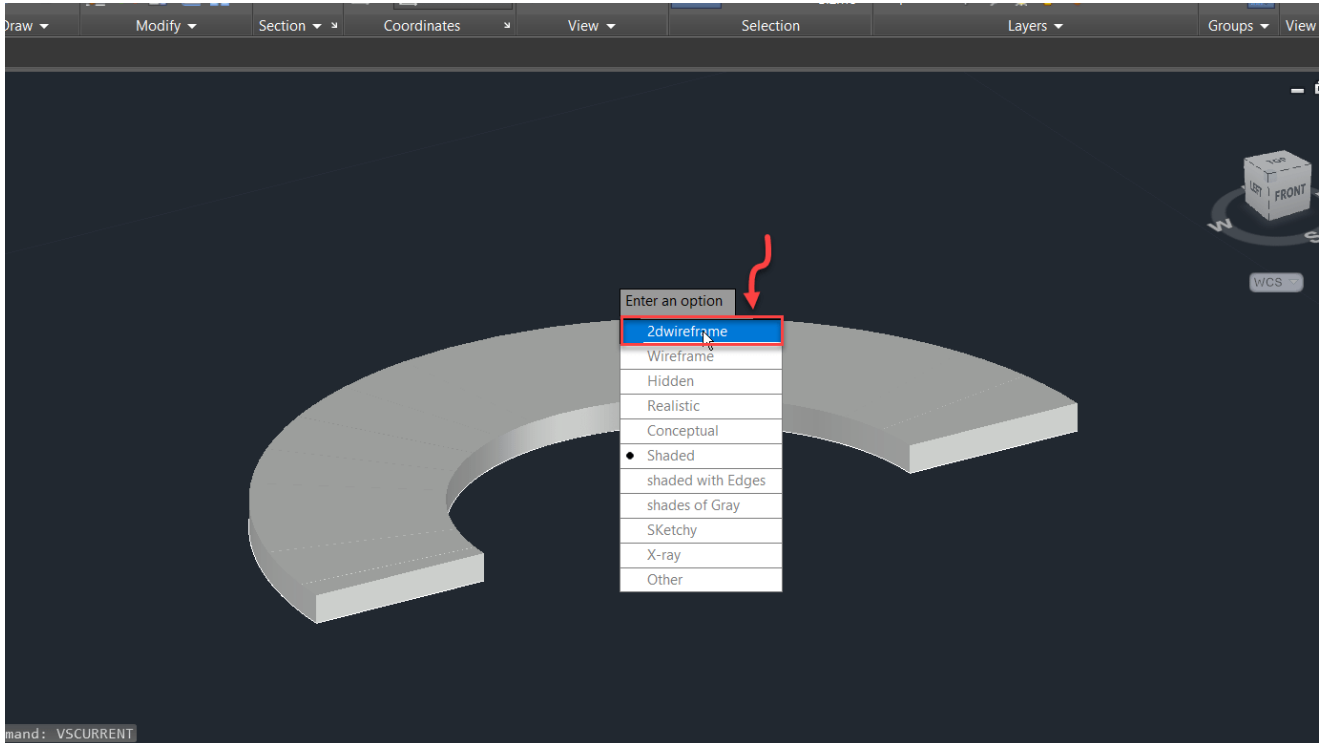 Draw
Modify
Section
Coordinates
View
Selection
Layers
Groups
View
TOP
LEFT
FRONT
W
S
WCS
Enter an option
2dwireframe
Wireframe
Hidden
Realistic
Conceptual
Shaded
shaded with Edges
shades of Gray
SKetchy
X-ray
Other
mand: VSCURRENT